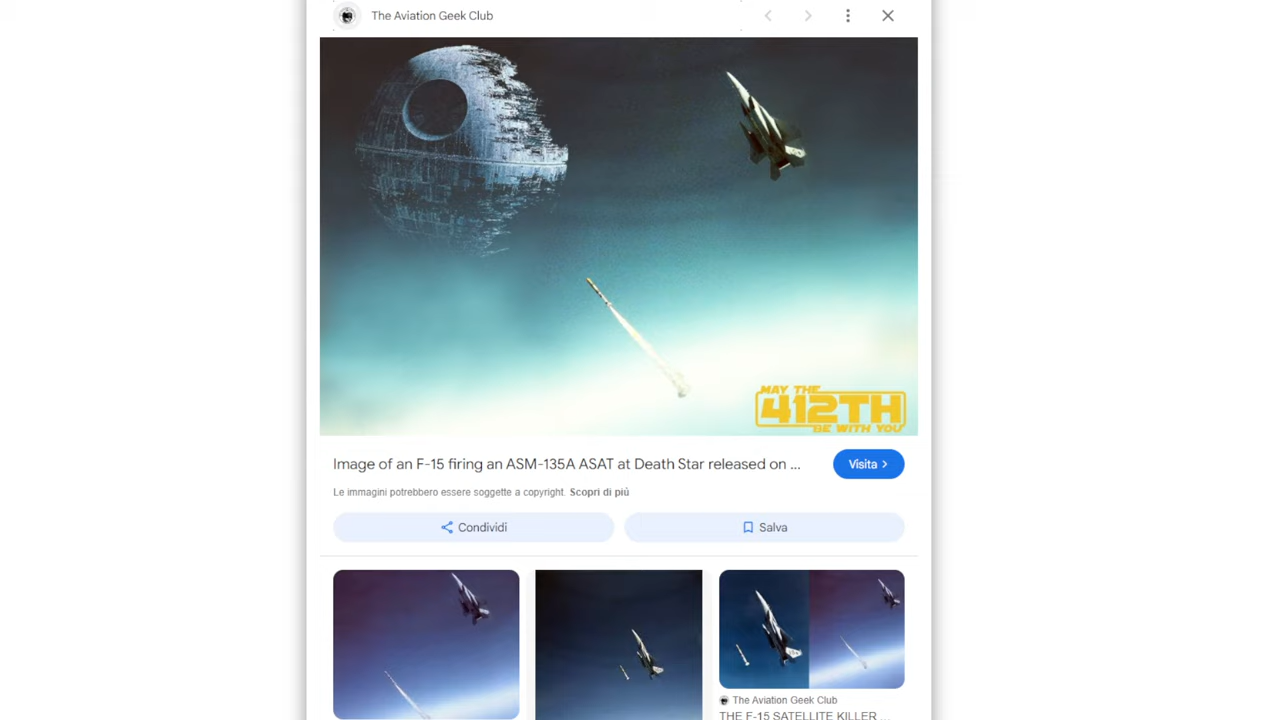 The Aviation Geek Club
MAY THE
412TH
BE WITH YOU
Image of an F-15 firing an ASM-135A ASAT at Death Star released on ...
Visita
Le immagini potrebbero essere soggette a copyright. Scopri di più
Condividi
Salva
The Aviation Geek Club
THE F-15 SATELLITE KILLER ...